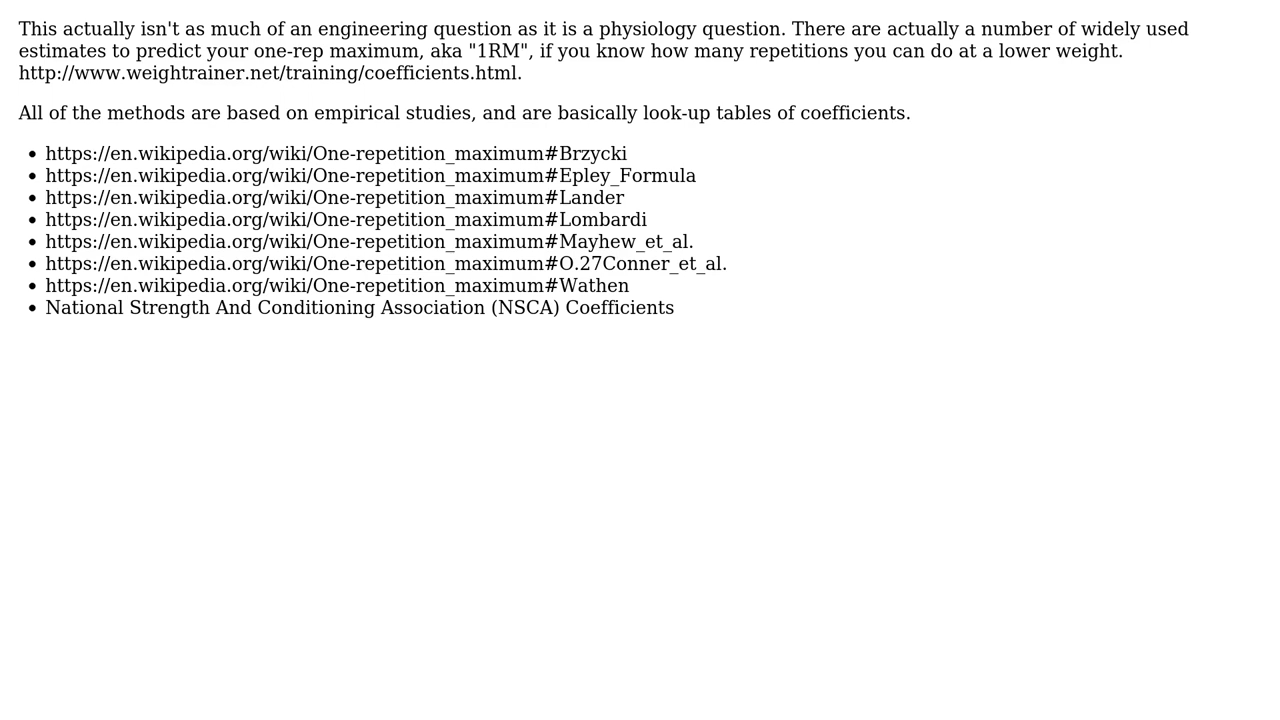 This actually isn't as much of an engineering question as it is a physiology question. There are actually a number of widely used
estimates to predict your one-rep maximum, aka "1RM", if you know how many repetitions you can do at a lower weight.
http://www.weightrainer.net/training/coefficients.html.
All of the methods are based on empirical studies, and are basically look-up tables of coefficients.
• https://en.wikipedia.org/wiki/One-repetition_maximum#Brzycki
• https://en.wikipedia.org/wiki/One-repetition_maximum#Epley_Formula
• https://en.wikipedia.org/wiki/One-repetition_maximum#Lander
• https://en.wikipedia.org/wiki/One-repetition_maximum#Lombardi
• https://en.wikipedia.org/wiki/One-repetition_maximum#Mayhew_et_al.
• https://en.wikipedia.org/wiki/One-repetition_maximum#O.27Conner_et_al.
• https://en.wikipedia.org/wiki/One-repetition_maximum#Wathen
• National Strength And Conditioning Association (NSCA) Coefficients